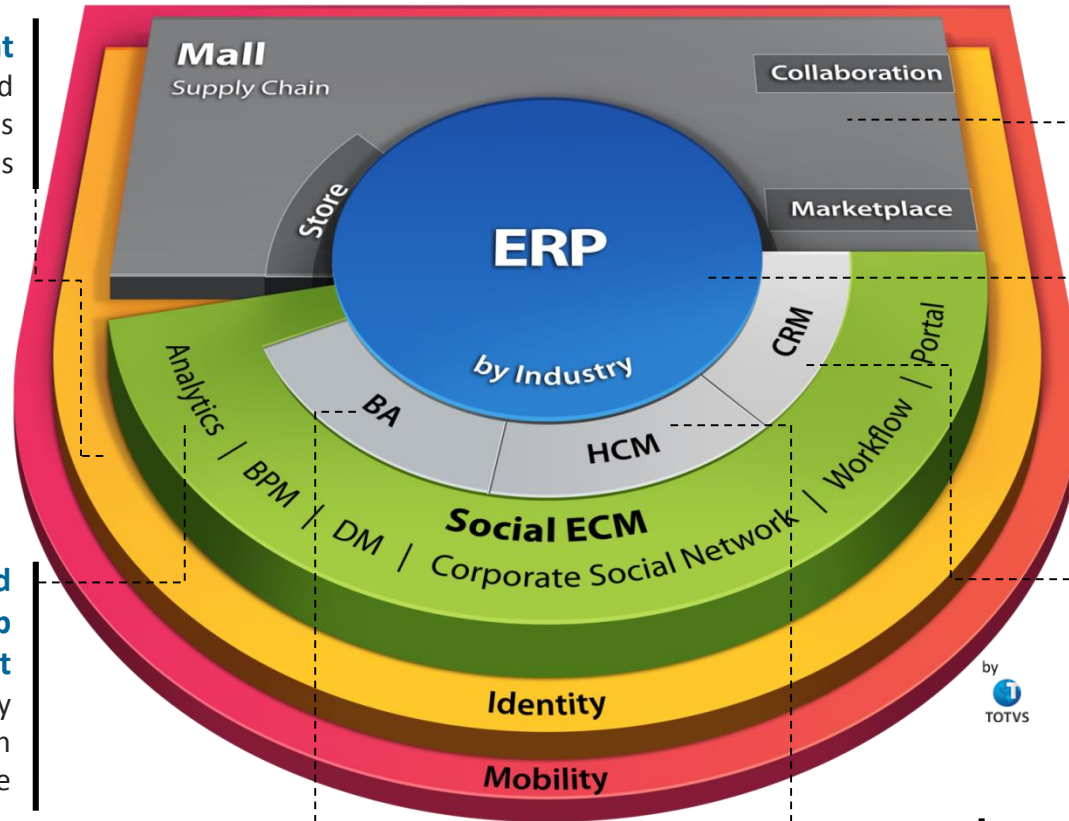 nt
d
s
s
Mall
Supply Chain
Collaboration
Store
Marketplace
ERP
by Industry
CRM
HCM
BA
Analytics | BPM | DM | Corporate Social Network | Workflow | Portal
Social ECM
d
p
t
y
n
e
Identity
Mobility
by
TOTVS